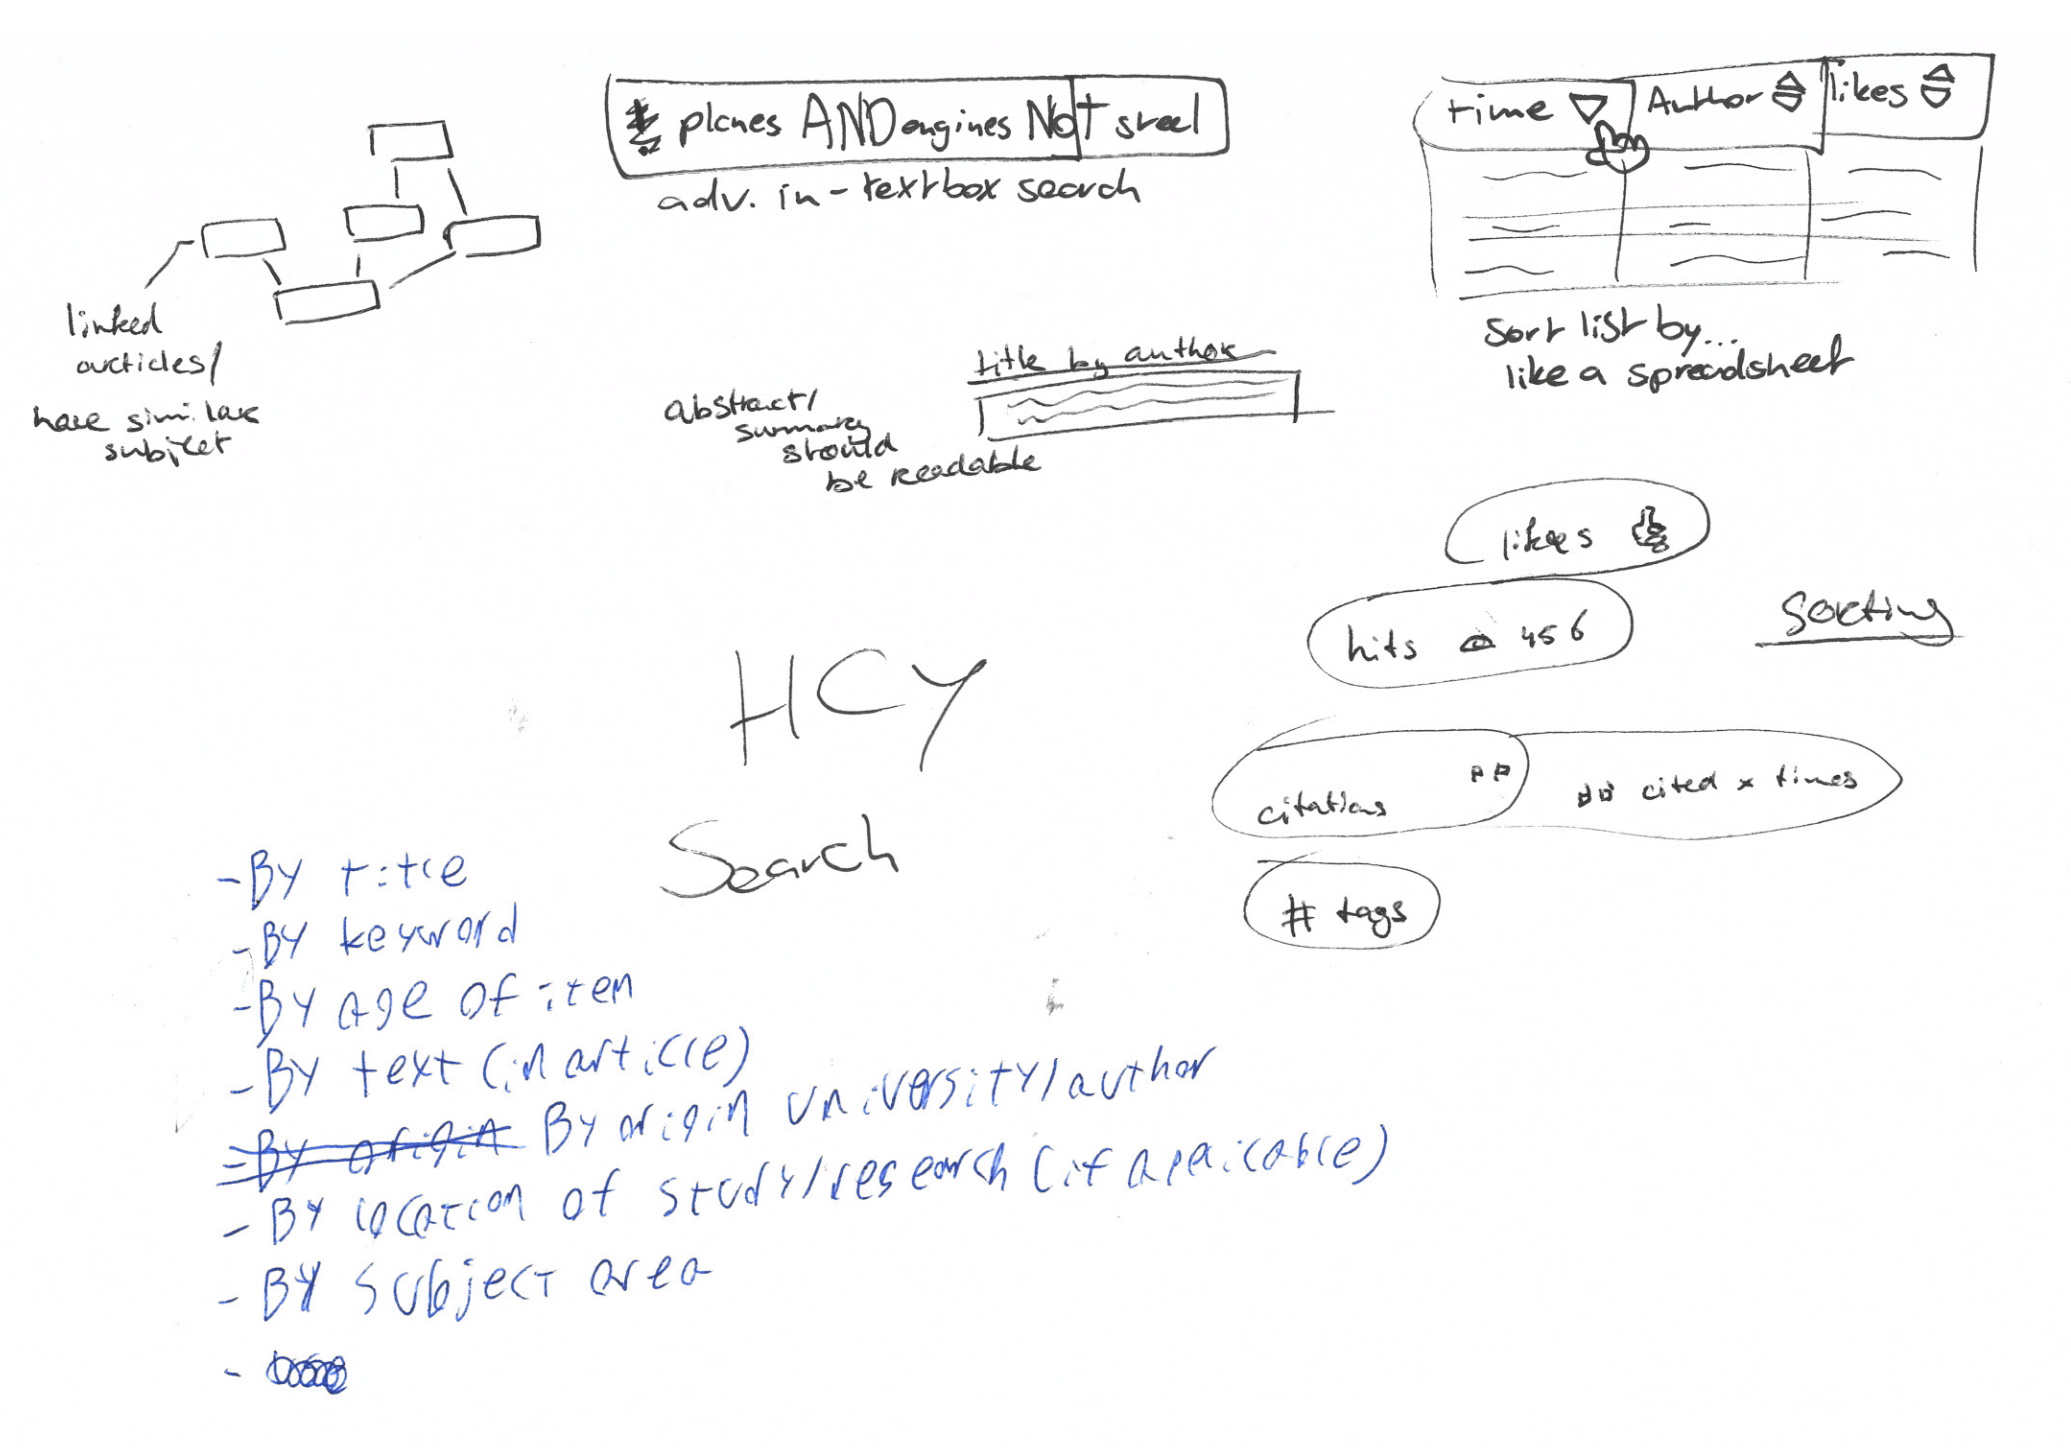 planes AND engines NOT steel
adv. in-textbox search
time Author likes
sort list by...
like a spreadsheet
linked
articles/
have similar
subject
title by author
abstract/
summary
should
be readable
likes
hits 456
sorting
citations
cited x times
# tags
HCY
Search
- By title
- By keyword
- By age of item
- By text (in article)
- By origin By origin university/author
- By location of study/research (if applicable)
- By subject area
-